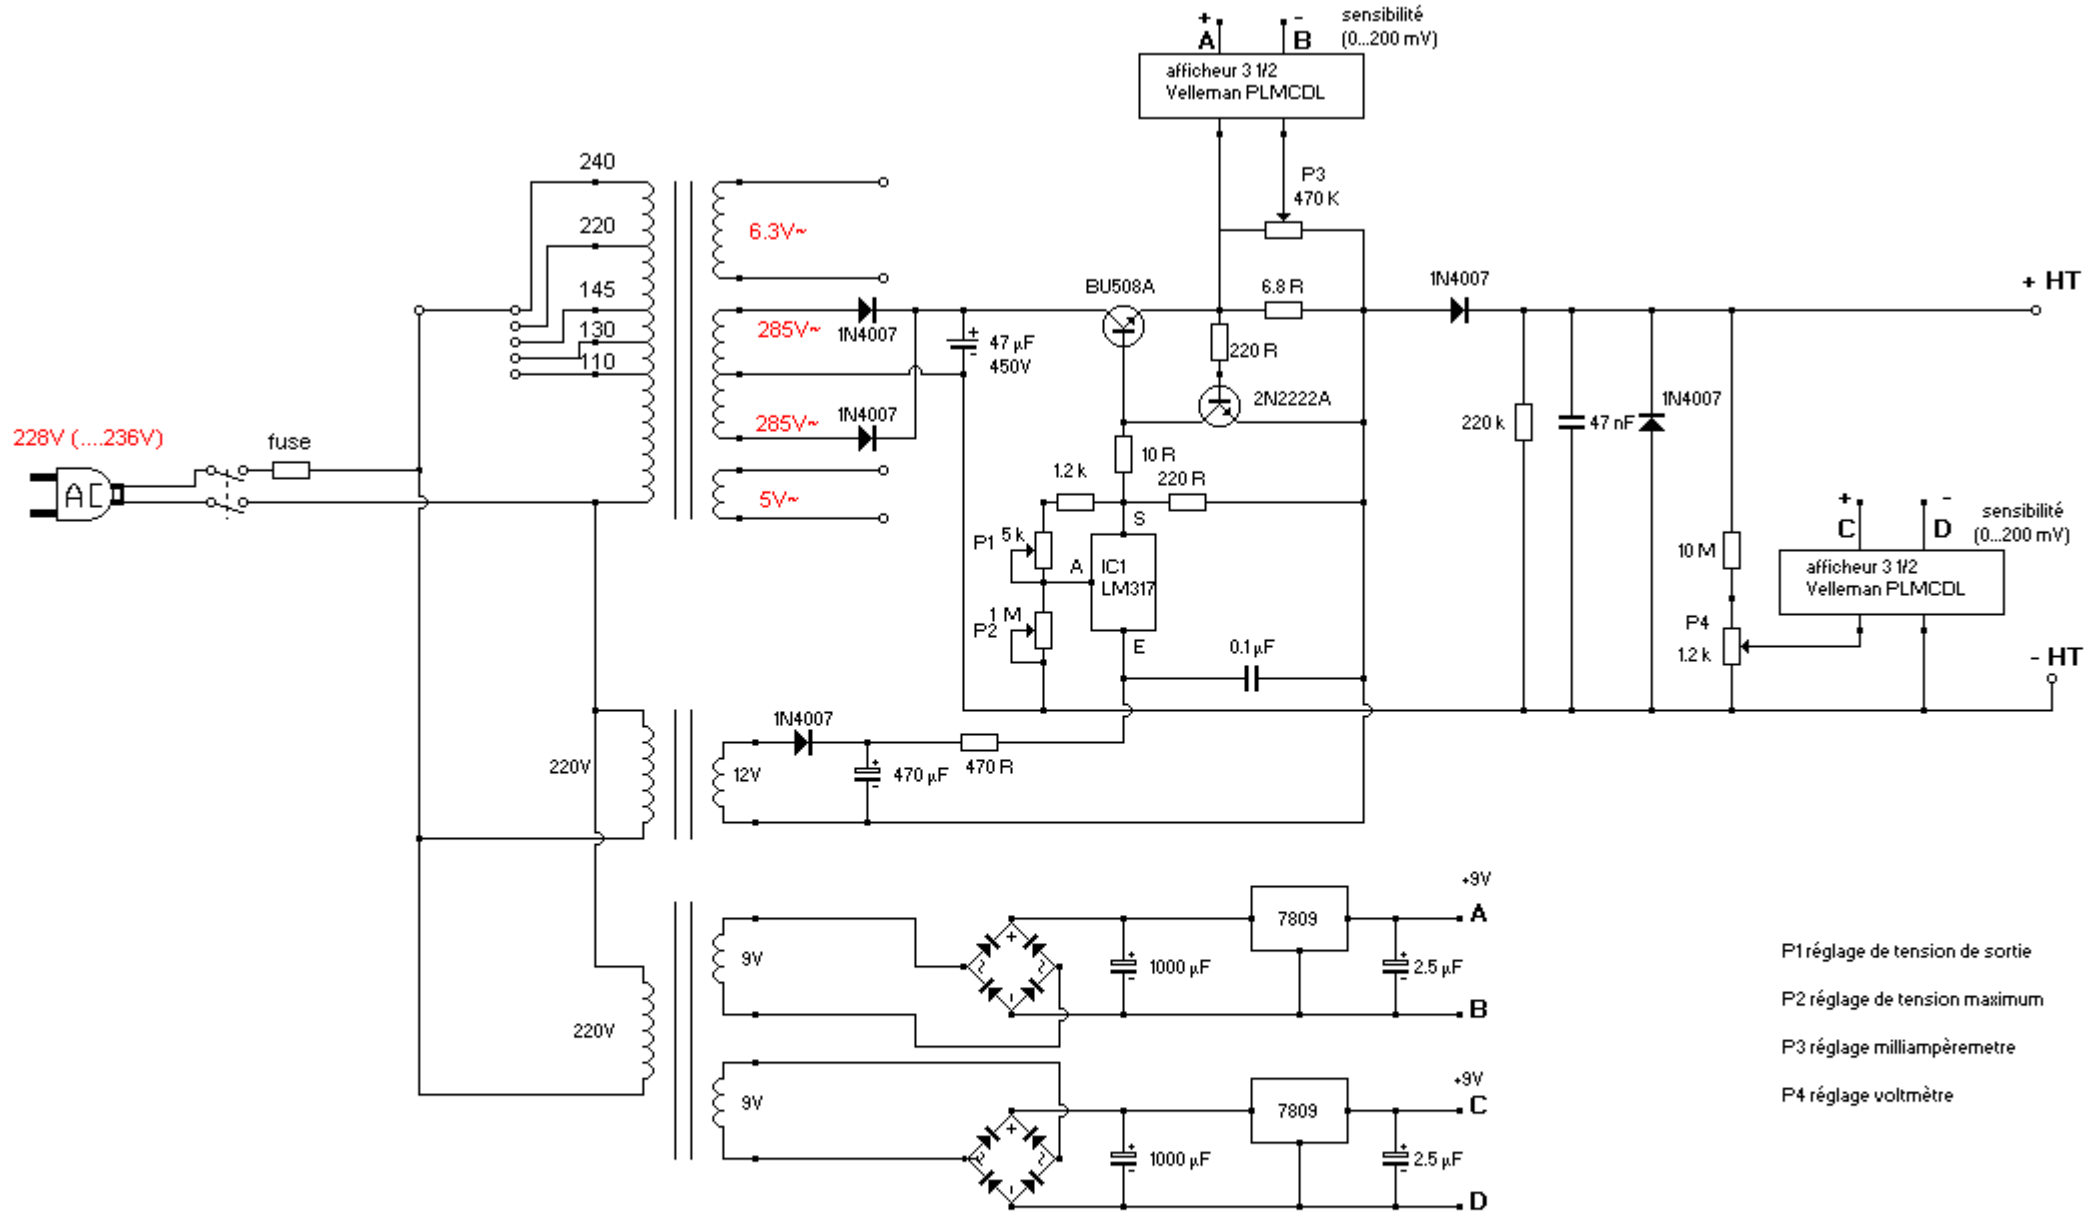 sensibilité
(0...200 mV)
+
A
-
B
afficheur 3 1/2
Velleman PLMCDL
P3
470 K
240
220
145
130
110
6.3V~
285V~
1N4007
285V~
1N4007
5V~
+
-
47 µF
450V
BU508A
6.8 R
1N4007
+ HT
220 R
2N2222A
10 R
1.2 k
220 R
S
P1
5 k
A
IC1
LM317
1 M
P2
E
0.1 µF
220 k
47 nF
1N4007
10 M
P4
1.2 k
+
C
-
D
sensibilité
(0...200 mV)
afficheur 3 1/2
Velleman PLMCDL
- HT
228V (....236V)
fuse
AC
1N4007
220V
12V
+
-
470 µF
470 R
220V
9V
+
-
+
-
1000 µF
7809
+
-
2.5 µF
+9V
A
B
9V
+
-
+
-
1000 µF
7809
+
-
2.5 µF
+9V
C
D
P1 réglage de tension de sortie
P2 réglage de tension maximum
P3 réglage milliampèremetre
P4 réglage voltmètre